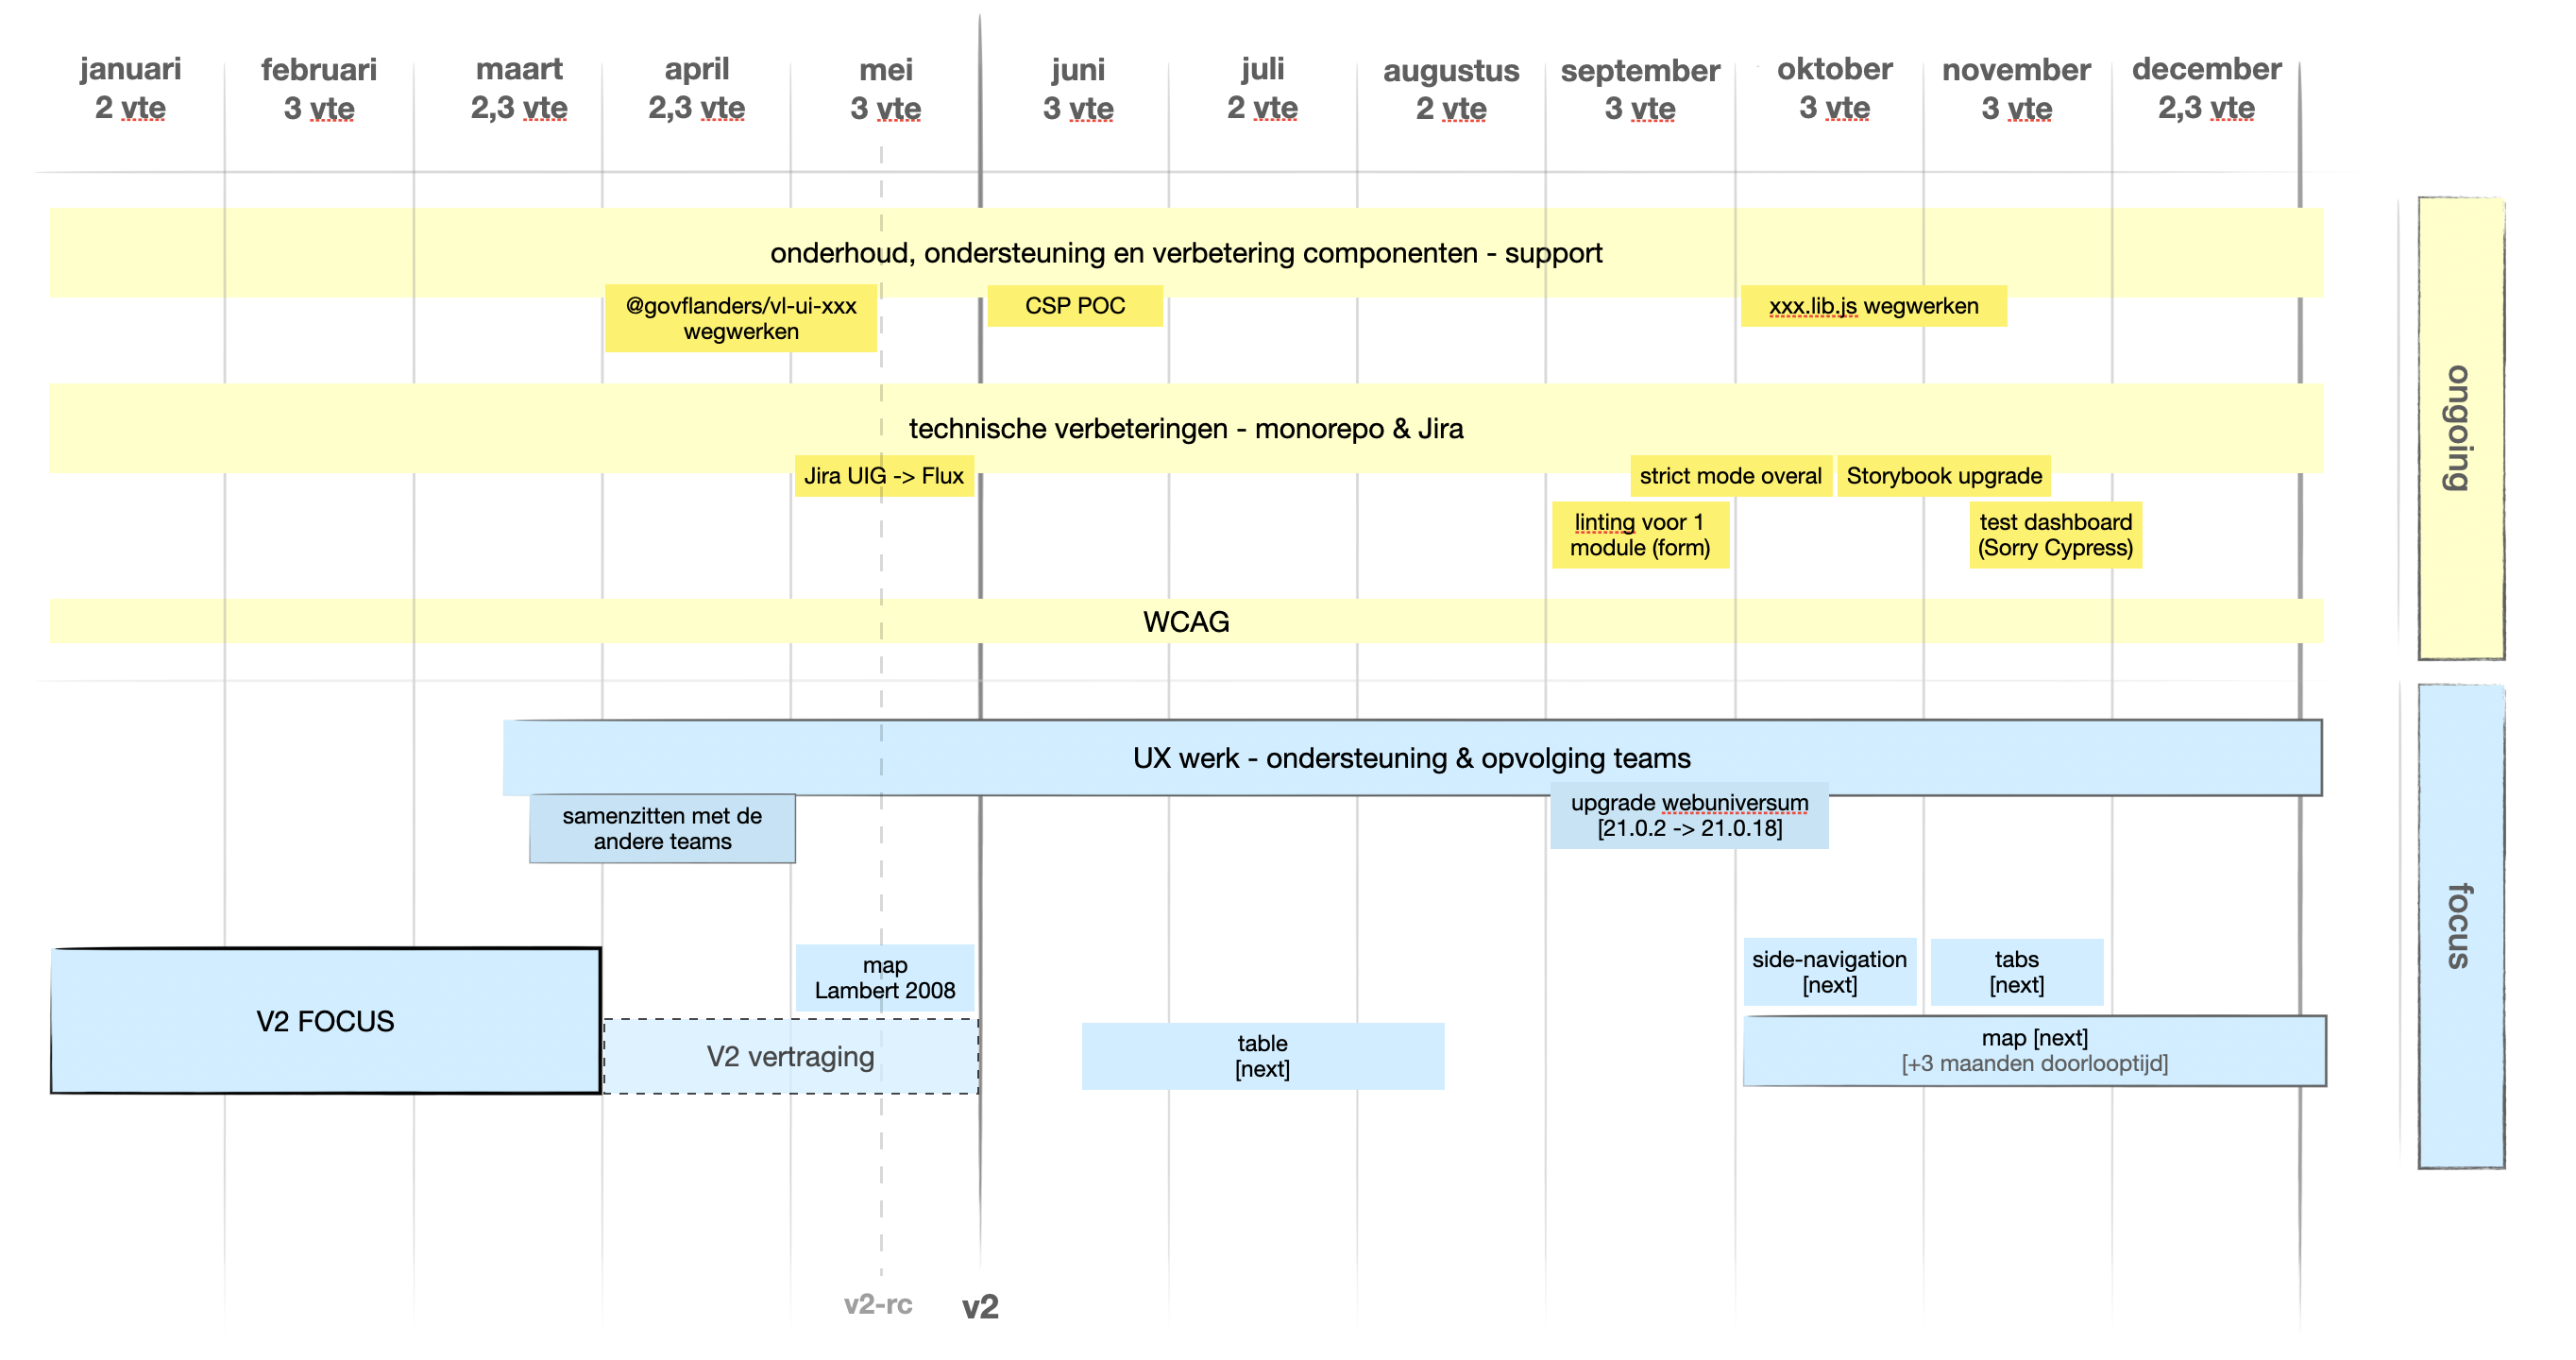 januari
2 vte
februari
3 vte
maart
2,3 vte
april
2,3 vte
mei
3 vte
juni
3 vte
juli
2 vte
augustus
2 vte
september
3 vte
oktober
3 vte
november
3 vte
december
2,3 vte
onderhoud, ondersteuning en verbetering componenten - support
@govflanders/vl-ui-xxx
wegwerken
CSP POC
xxx.lib.js wegwerken
technische verbeteringen - monorepo & Jira
Jira UIG -> Flux
strict mode overal
Storybook upgrade
linting voor 1
module (form)
test dashboard
(Sorry Cypress)
WCAG
ongoing
UX werk - ondersteuning & opvolging teams
samenzitten met de
andere teams
upgrade webuniversum
[21.0.2 -> 21.0.18]
V2 FOCUS
map
Lambert 2008
V2 vertraging
table
[next]
side-navigation
[next]
tabs
[next]
map [next]
[+3 maanden doorlooptijd]
focus
v2-rc
v2